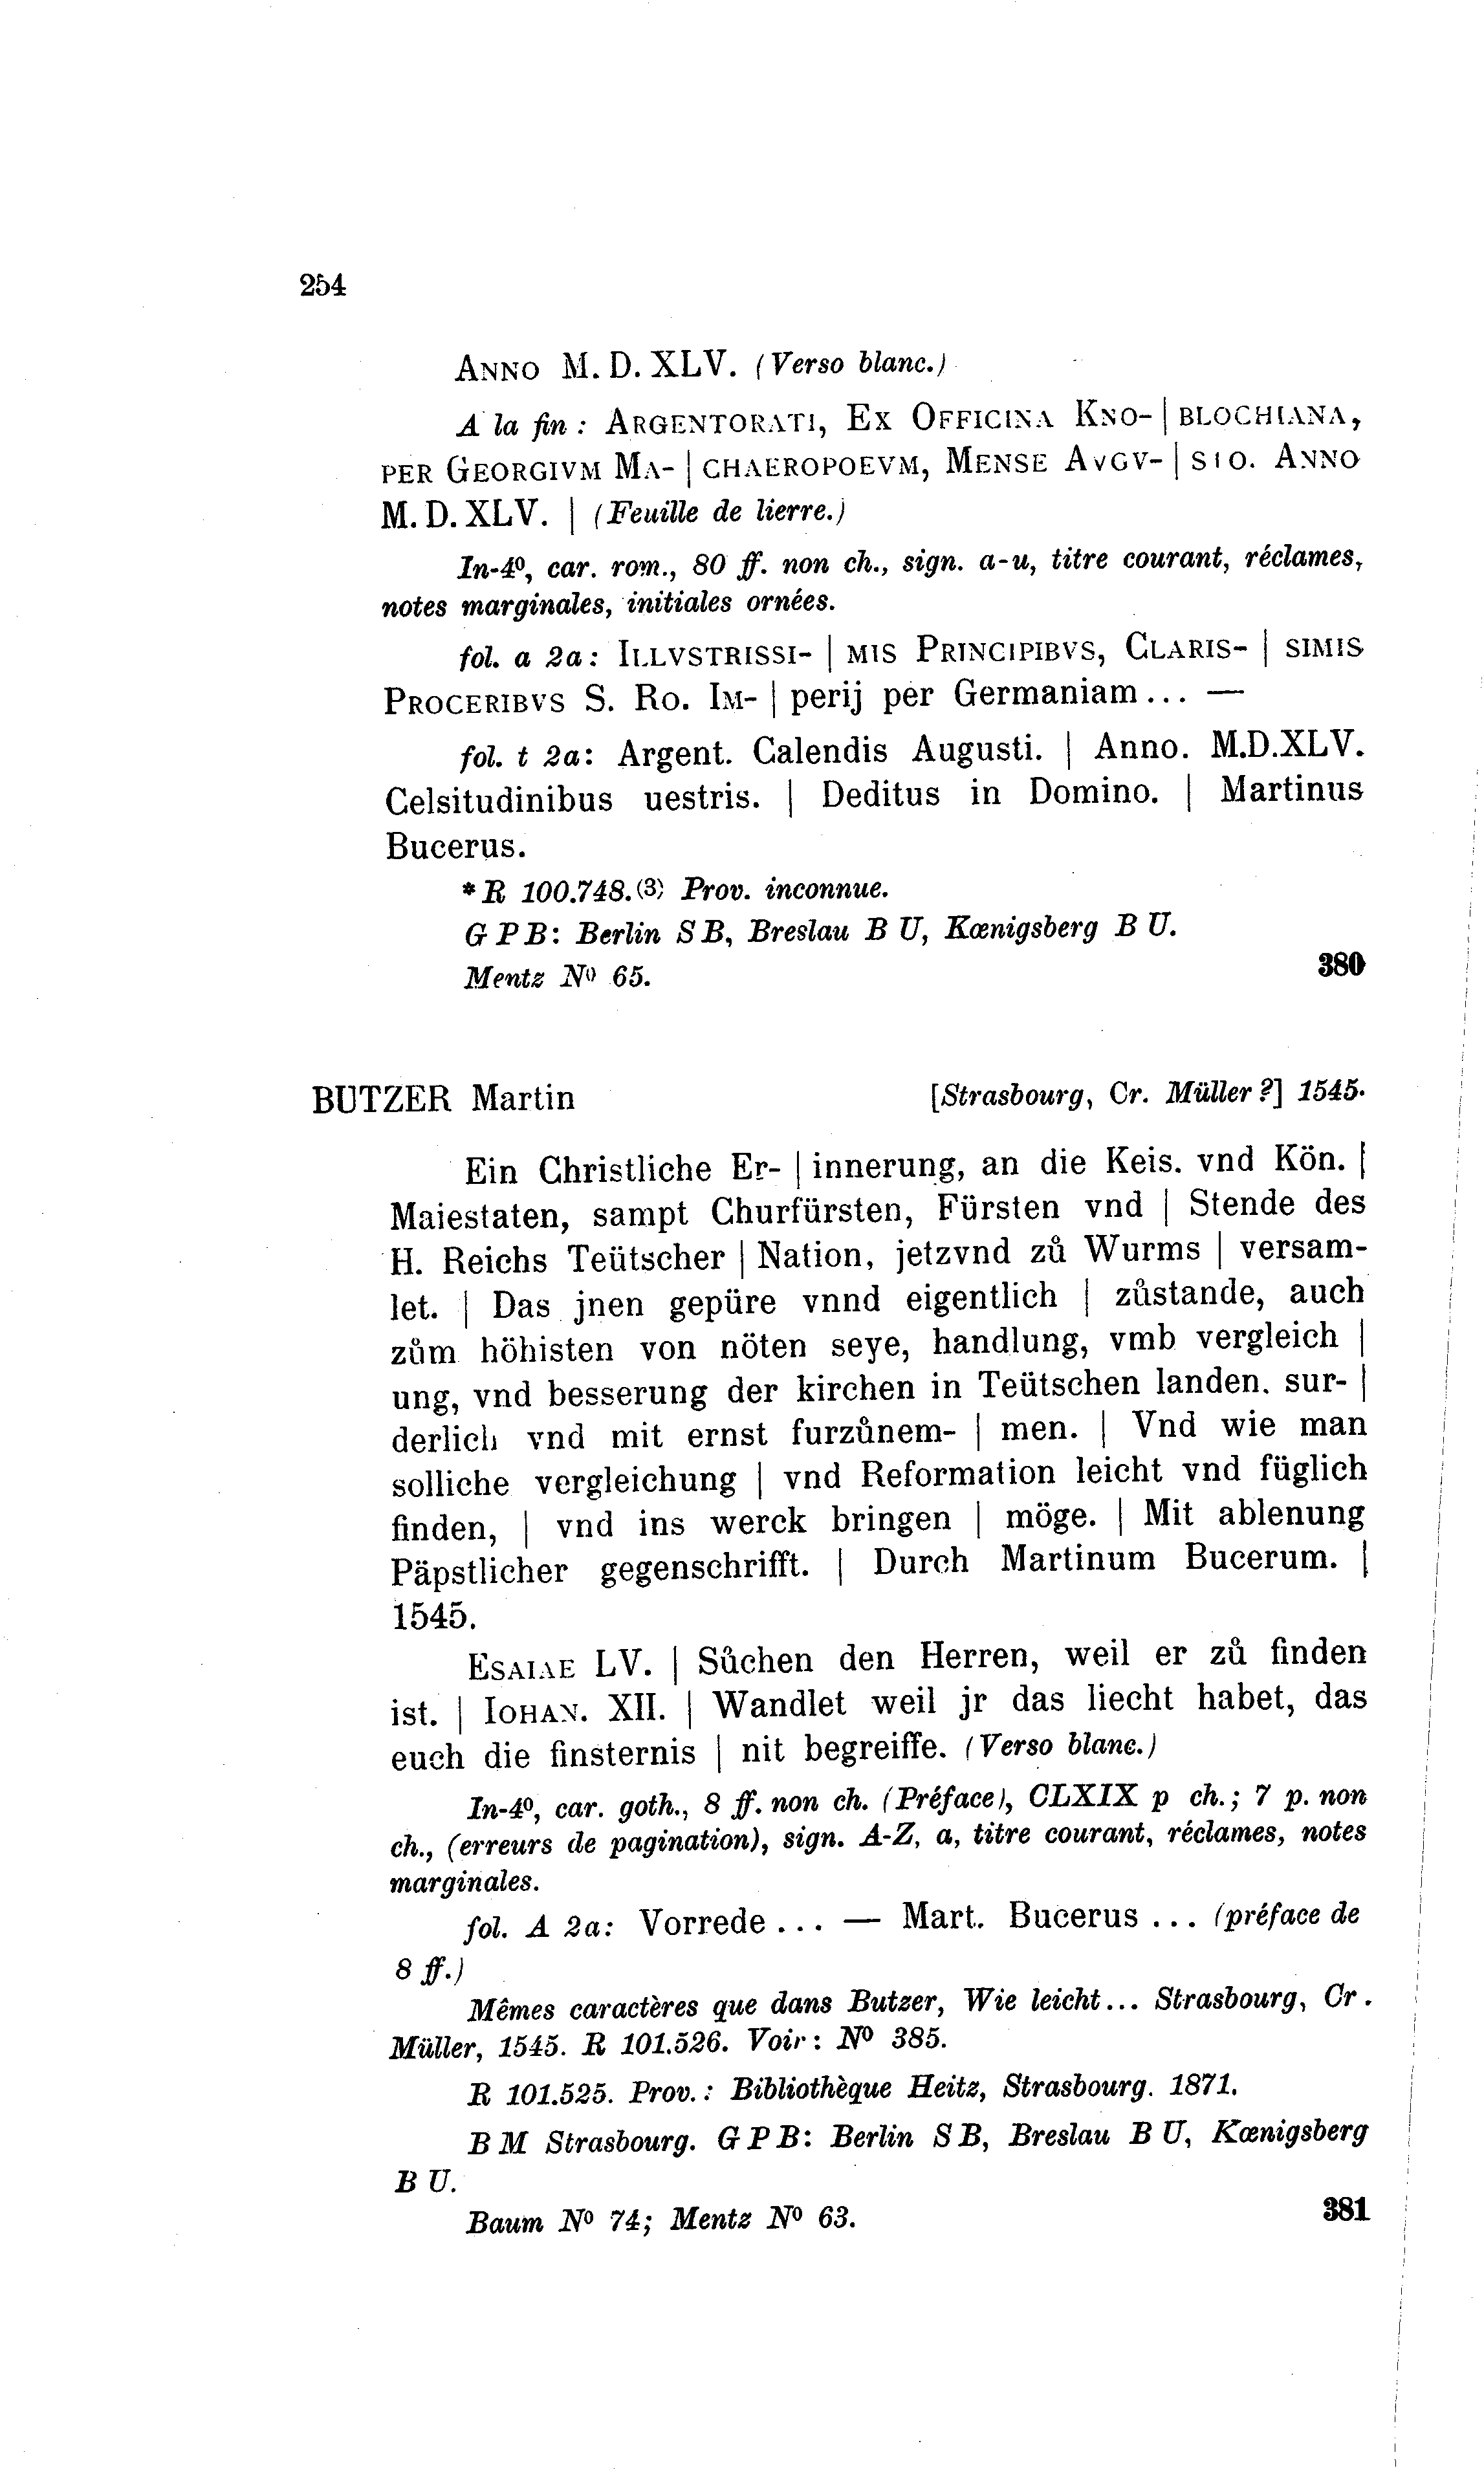 254
ANNO M. D. XLV. (Verso blanc.)
A la fin : ARGENTORATI, EX OFFICINA KNO- | BLOCHIANA,
PER GEORGIVM MA- | CHAEROPOEVM, MENSE AVGV- | STO. ANNO
M. D. XLV. | (Feuille de lierre.)
In-4º, car. rom., 80 ff. non ch., sign. a-u, titre courant, réclames,
notes marginales, initiales ornées.
fol. a 2a: ILLVSTRISSI- | MIS PRINCIPIBVS, CLARIS- | SIMIS
PROCERIBVS S. RO. IM- | perij per Germaniam... —
fol. t 2a: Argent. Calendis Augusti. | Anno. M.D.XLV.
Celsitudinibus uestris. | Deditus in Domino. | Martinus
Bucerus.
* R 100.748.(3) Prov. inconnue.
G P B: Berlin S B, Breslau B U, Kœnigsberg B U.
Mentz Nº 65. 380
BUTZER Martin [Strasbourg, Cr. Müller ?] 1545.
Ein Christliche Er- | innerung, an die Keis. vnd Kön. |
Maiestaten, sampt Churfürsten, Fürsten vnd | Stende des
H. Reichs Teütscher | Nation, jetzvnd zů Wurms | versam-
let. | Das jnen gepüre vnnd eigentlich | zůstande, auch
zům höhisten von nöten seye, handlung, vmb vergleich |
ung, vnd besserung der kirchen in Teütschen landen. sur- |
derlich vnd mit ernst furzůnem- | men. | Vnd wie man
solliche vergleichung | vnd Reformation leicht vnd füglich
finden, | vnd ins werck bringen | möge. | Mit ablenung
Päpstlicher gegenschrifft. | Durch Martinum Bucerum. |
1545.
ESAIAE LV. | Sůchen den Herren, weil er zů finden
ist. | IOHAN. XII. | Wandlet weil jr das liecht habet, das
euch die finsternis | nit begreiffe. (Verso blanc.)
In-4º, car. goth., 8 ff. non ch. (Préface), CLXIX p ch.; 7 p. non
ch., (erreurs de pagination), sign. A-Z, a, titre courant, réclames, notes
marginales.
fol. A 2a: Vorrede ... — Mart. Bucerus ... (préface de
8 ff.)
Mêmes caractères que dans Butzer, Wie leicht... Strasbourg, Cr.
Müller, 1545. R 101.526. Voir: Nº 385.
R 101.525. Prov.: Bibliothèque Heitz, Strasbourg. 1871.
B M Strasbourg. G P B: Berlin S B, Breslau B U, Kœnigsberg
B U.
Baum Nº 74; Mentz Nº 63. 381